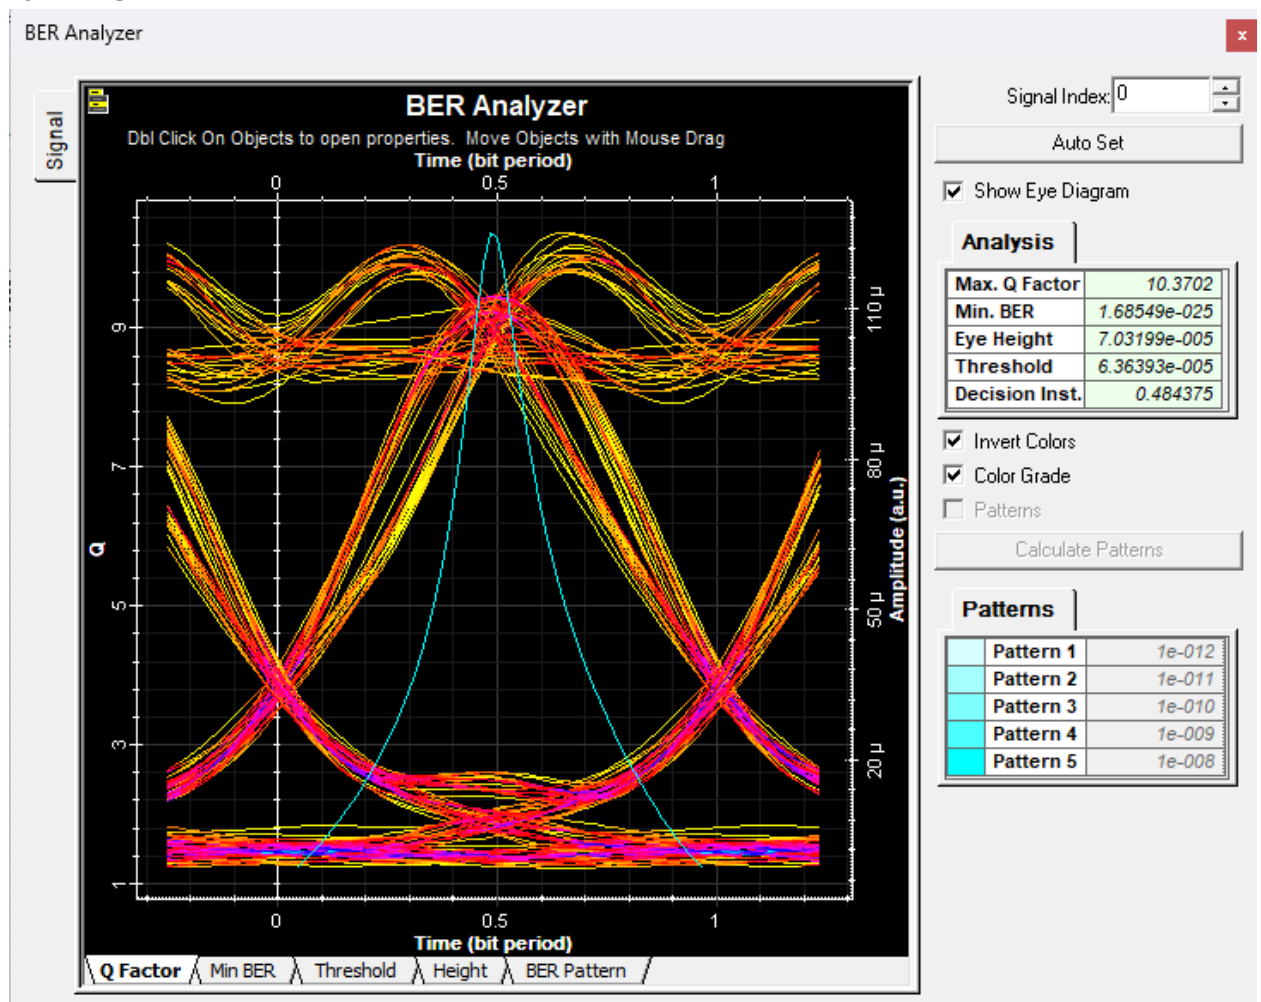 BER Analyzer
x
Signal
BER Analyzer
Dbl Click On Objects to open properties. Move Objects with Mouse Drag
Time (bit period)
0 0.5 1
Q
1 3 5 7 9
20 µ 50 µ 80 µ 110 µ
Amplitude (a.u.)
0 0.5 1
Time (bit period)
Q Factor Min BER Threshold Height BER Pattern
Signal Index: 0
Auto Set
Show Eye Diagram
Analysis
Max. Q Factor 10.3702
Min. BER 1.68549e-025
Eye Height 7.03199e-005
Threshold 6.36393e-005
Decision Inst. 0.484375
Invert Colors
Color Grade
Patterns
Calculate Patterns
Patterns
Pattern 1 1e-012
Pattern 2 1e-011
Pattern 3 1e-010
Pattern 4 1e-009
Pattern 5 1e-008